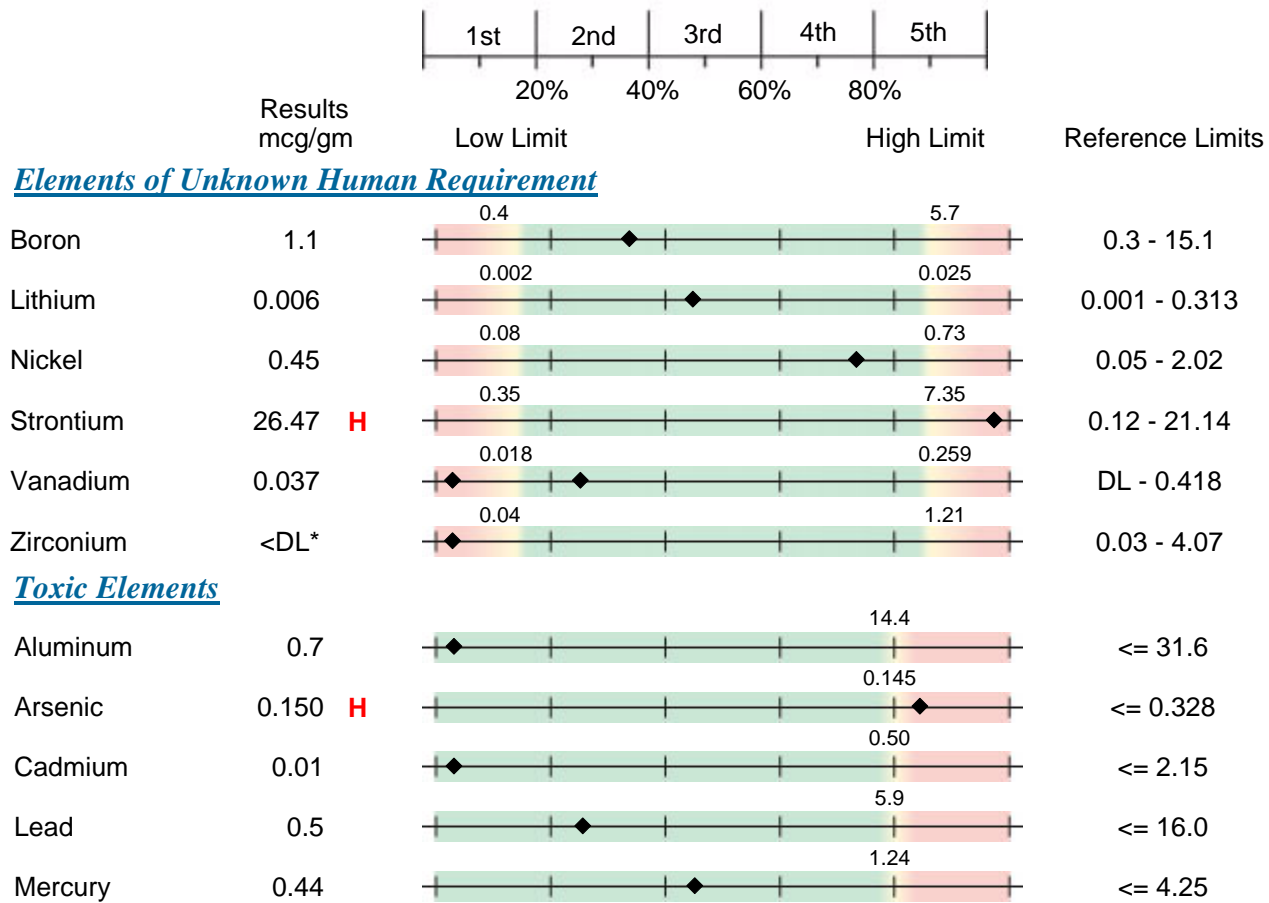 1st 2nd 3rd 4th 5th
20% 40% 60% 80%
Results
mcg/gm Low Limit High Limit Reference Limits
Elements of Unknown Human Requirement
0.4 5.7
Boron 1.1 0.3 - 15.1
0.002 0.025
Lithium 0.006 0.001 - 0.313
0.08 0.73
Nickel 0.45 0.05 - 2.02
0.35 7.35
Strontium 26.47 H 0.12 - 21.14
0.018 0.259
Vanadium 0.037 DL - 0.418
0.04 1.21
Zirconium <DL* 0.03 - 4.07
Toxic Elements
14.4
Aluminum 0.7 <= 31.6
0.145
Arsenic 0.150 H <= 0.328
0.50
Cadmium 0.01 <= 2.15
5.9
Lead 0.5 <= 16.0
1.24
Mercury 0.44 <= 4.25